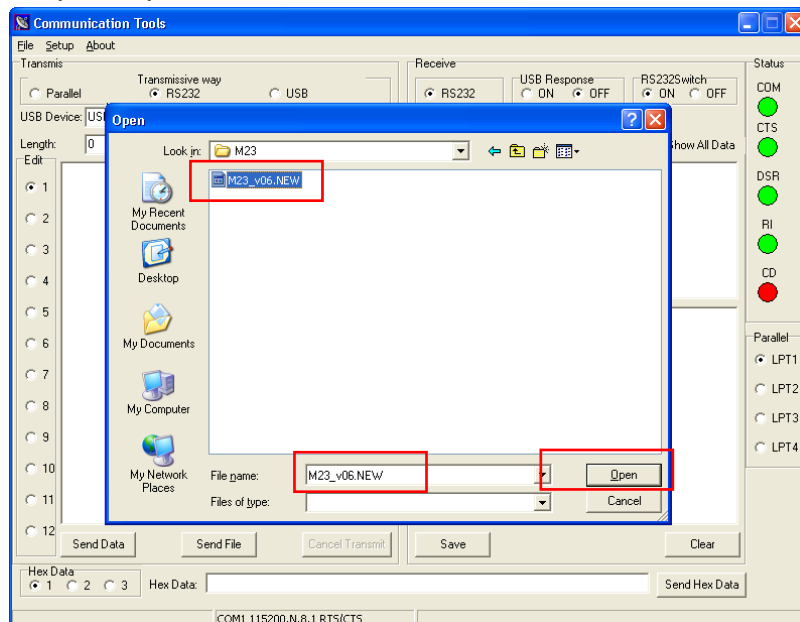 Communication Tools
File Setup About
Transmis
Transmissive way
Parallel RS232 USB
Receive
RS232
USB Response
ON OFF
RS232Switch
ON OFF
Status
COM
CTS
DSR
RI
CD
USB Device:
Length: 0
Show All Data
Edit
1
2
3
4
5
6
7
8
9
10
11
12
Open
Look in: M23
M23_v06.NEW
My Recent
Documents
Desktop
My Documents
My Computer
My Network
Places
File name: M23_v06.NEW Open
Files of type: Cancel
Parallel
LPT1
LPT2
LPT3
LPT4
Send Data Send File Cancel Transmit Save Clear
Hex Data
1 2 3 Hex Data: Send Hex Data
COM1 115200,N,8,1 RTS/CTS